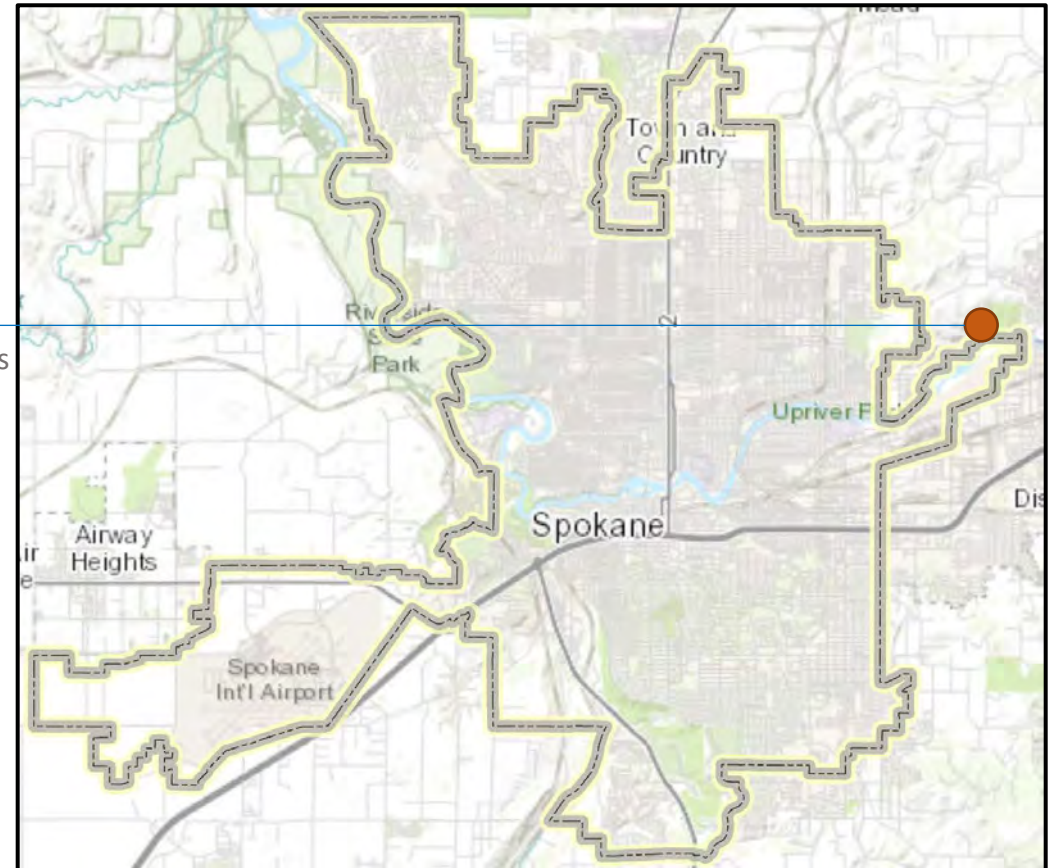 Town and
Country
Riverside
State
Park
2
Upriver
Spokane
Airway
Heights
Spokane
Int'l Airport